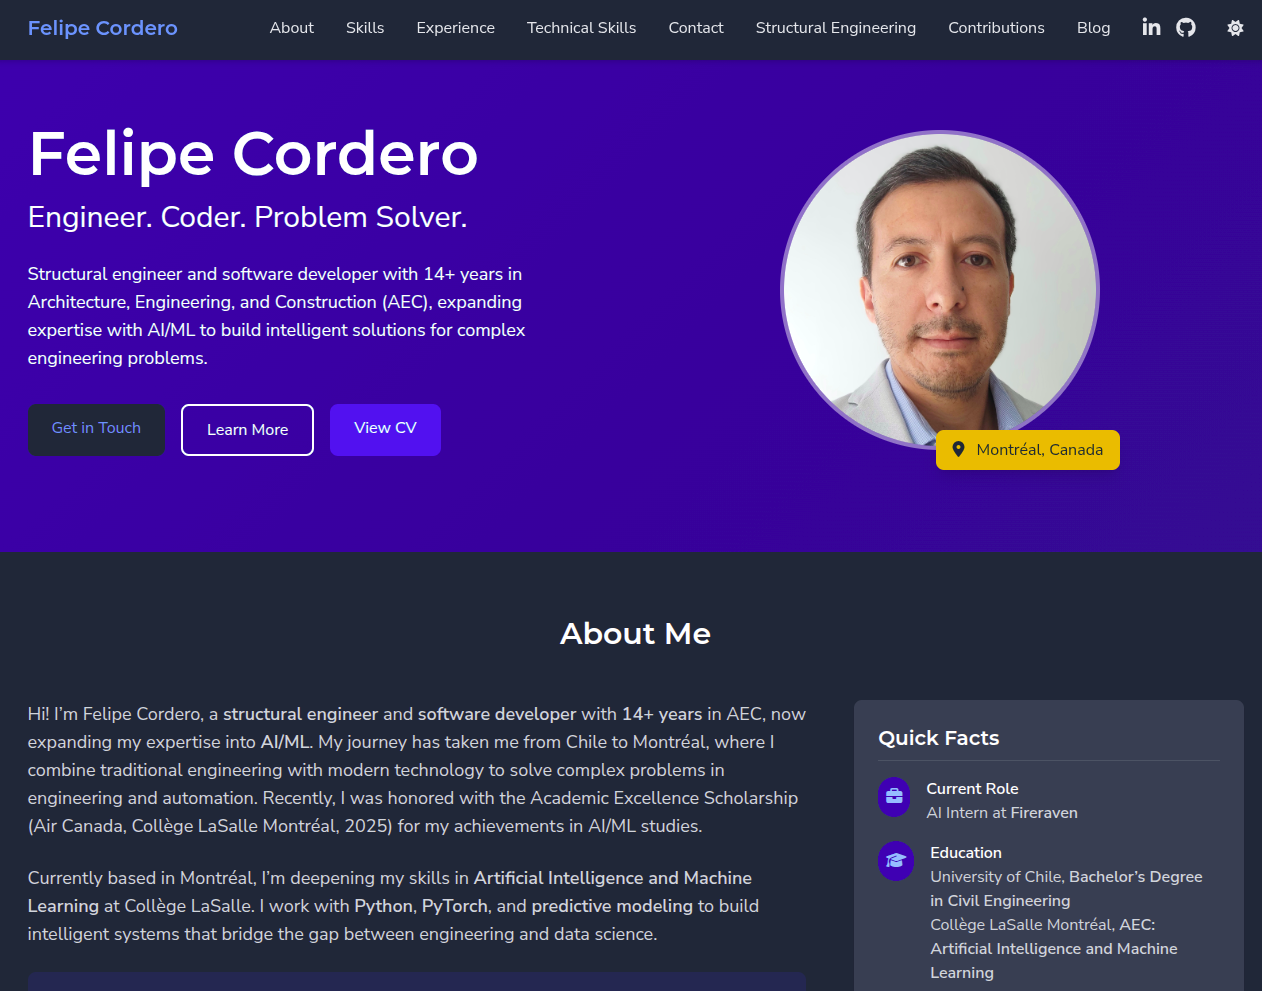 Felipe Cordero
About
Skills
Experience
Technical Skills
Contact
Structural Engineering
Contributions
Blog
Felipe Cordero
Engineer. Coder. Problem Solver.
Structural engineer and software developer with 14+ years in
Architecture, Engineering, and Construction (AEC), expanding
expertise with AI/ML to build intelligent solutions for complex
engineering problems.
Get in Touch
Learn More
View CV
Montréal, Canada
About Me
Hi! I’m Felipe Cordero, a structural engineer and software developer with 14+ years in AEC, now
expanding my expertise into AI/ML. My journey has taken me from Chile to Montréal, where I
combine traditional engineering with modern technology to solve complex problems in
engineering and automation. Recently, I was honored with the Academic Excellence Scholarship
(Air Canada, Collège LaSalle Montréal, 2025) for my achievements in AI/ML studies.
Currently based in Montréal, I’m deepening my skills in Artificial Intelligence and Machine
Learning at Collège LaSalle. I work with Python, PyTorch, and predictive modeling to build
intelligent systems that bridge the gap between engineering and data science.
Quick Facts
Current Role
AI Intern at Fireraven
Education
University of Chile, Bachelor’s Degree
in Civil Engineering
Collège LaSalle Montréal, AEC:
Artificial Intelligence and Machine
Learning